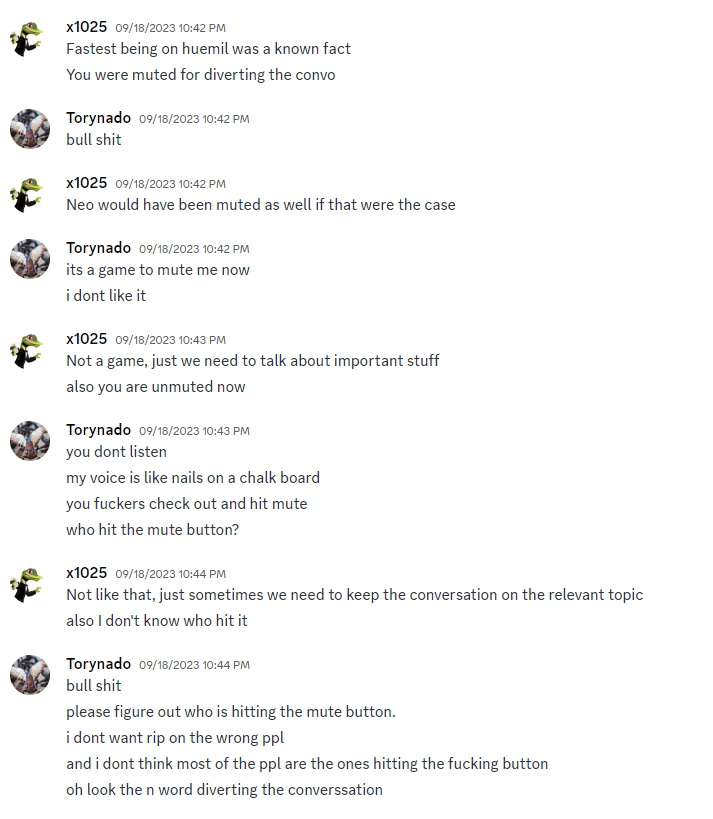 x1025 09/18/2023 10:42 PM
Fastest being on huemil was a known fact
You were muted for diverting the convo
Torynado 09/18/2023 10:42 PM
bull shit
x1025 09/18/2023 10:42 PM
Neo would have been muted as well if that were the case
Torynado 09/18/2023 10:42 PM
its a game to mute me now
i dont like it
x1025 09/18/2023 10:43 PM
Not a game, just we need to talk about important stuff
also you are unmuted now
Torynado 09/18/2023 10:43 PM
you dont listen
my voice is like nails on a chalk board
you fuckers check out and hit mute
who hit the mute button?
x1025 09/18/2023 10:44 PM
Not like that, just sometimes we need to keep the conversation on the relevant topic
also I don't know who hit it
Torynado 09/18/2023 10:44 PM
bull shit
please figure out who is hitting the mute button.
i dont want rip on the wrong ppl
and i dont think most of the ppl are the ones hitting the fucking button
oh look the n word diverting the converssation